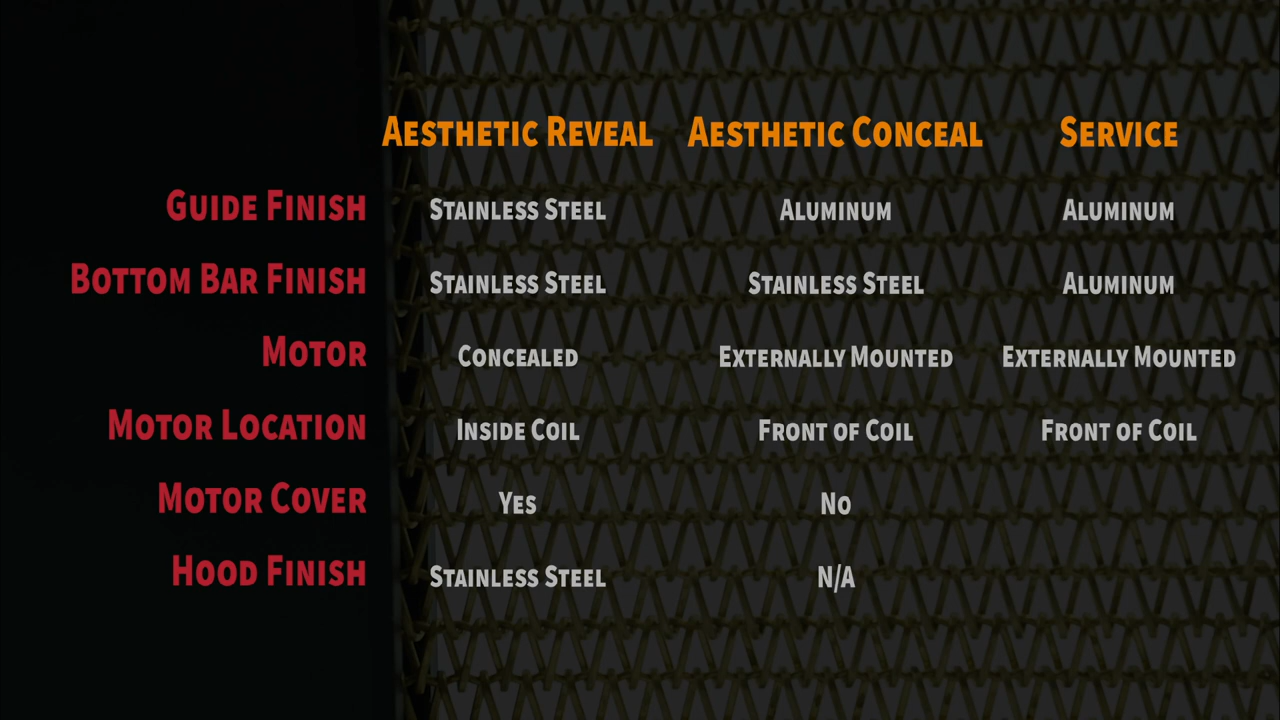 Aesthetic Reveal Aesthetic Conceal Service
Guide Finish Stainless Steel Aluminum Aluminum
Bottom Bar Finish Stainless Steel Stainless Steel Aluminum
Motor Concealed Externally Mounted Externally Mounted
Motor Location Inside Coil Front of Coil Front of Coil
Motor Cover Yes No
Hood Finish Stainless Steel N/A